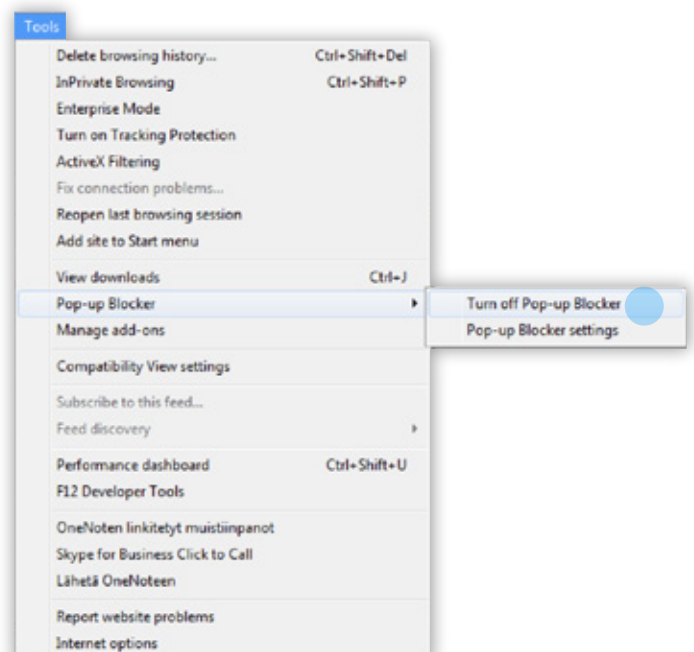 Tools
Delete browsing history... Ctrl+Shift+Del
InPrivate Browsing Ctrl+Shift+P
Enterprise Mode
Turn on Tracking Protection
ActiveX Filtering
Fix connection problems...
Reopen last browsing session
Add site to Start menu
View downloads Ctrl+J
Pop-up Blocker
Turn off Pop-up Blocker
Pop-up Blocker settings
Manage add-ons
Compatibility View settings
Subscribe to this feed...
Feed discovery
Performance dashboard Ctrl+Shift+U
F12 Developer Tools
OneNoten linkitetyt muistiinpanot
Skype for Business Click to Call
Lähetä OneNoteen
Report website problems
Internet options